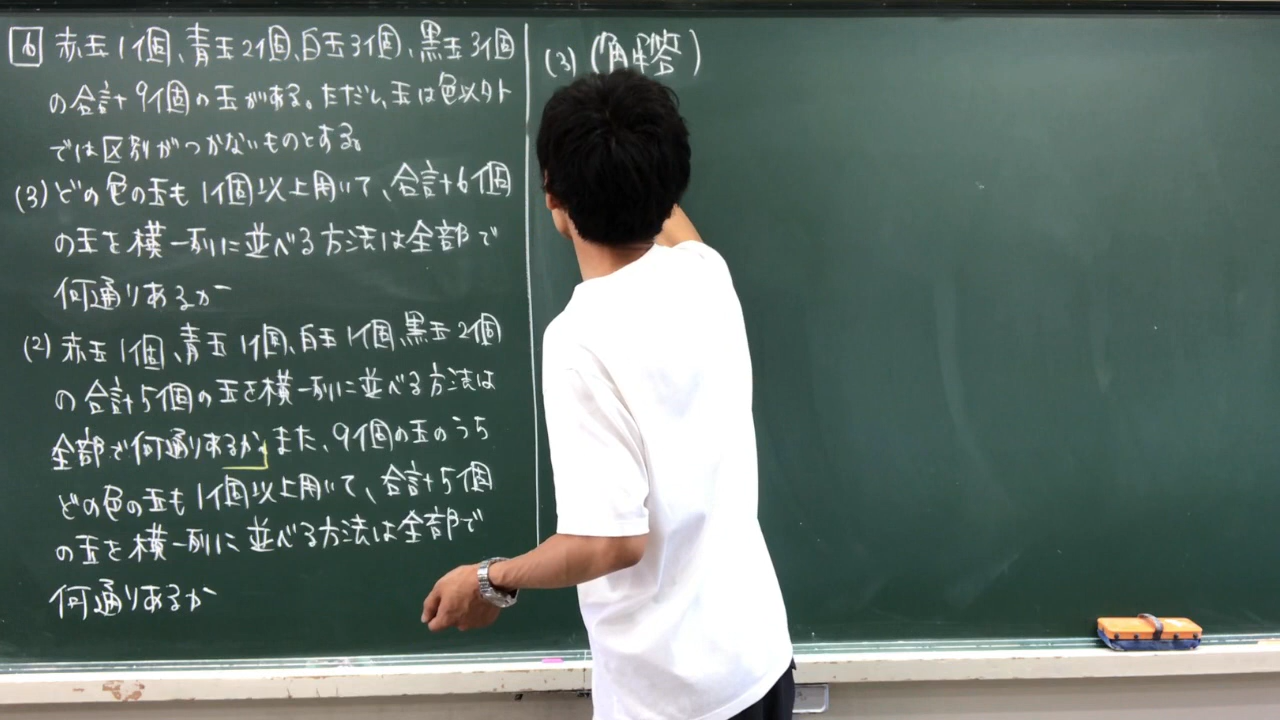 6 赤玉1個、青玉2個、白玉3個、黒玉3個
の合計9個の玉がある。ただし、玉は色以外
では区別がつかないものとする。
(3) どの色の玉も1個以上用いて、合計6個
の玉を横一列に並べる方法は全部で
何通りあるか
(2) 赤玉1個、青玉1個、白玉1個、黒玉2個
の合計5個の玉を横一列に並べる方法は
全部で何通りあるか。また、9個の玉のうち
どの色の玉も1個以上用いて、合計5個
の玉を横一列に並べる方法は全部で
何通りあるか
(3) (解答)